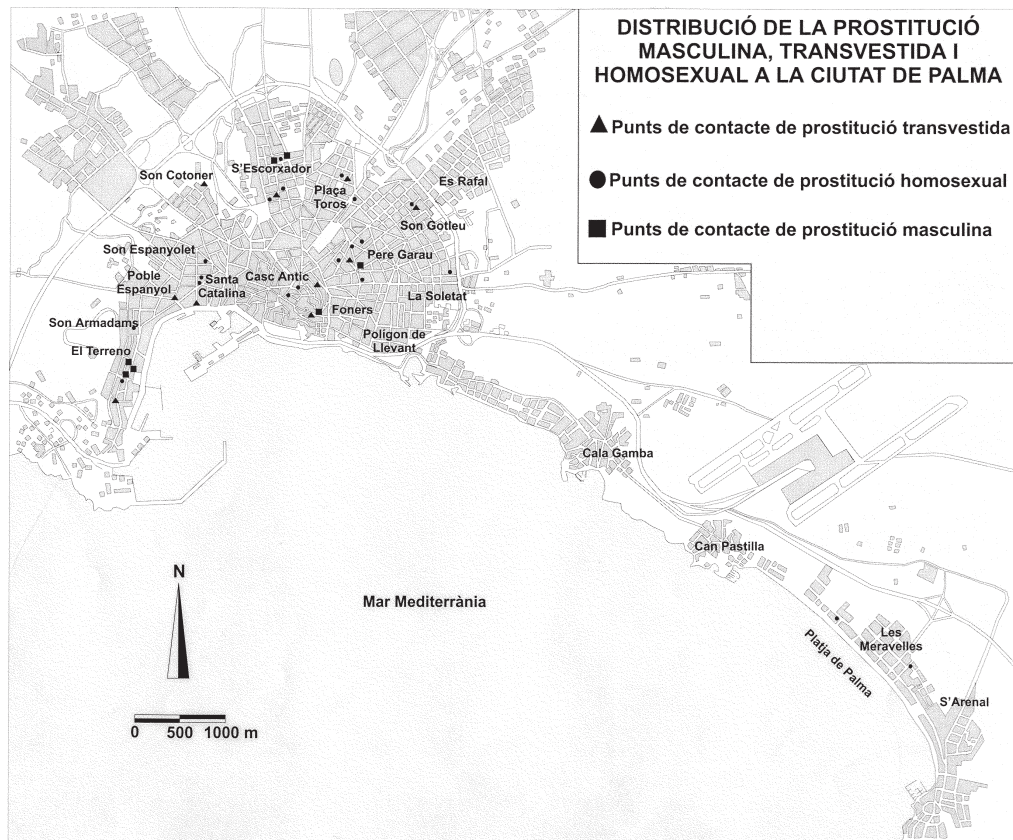 DISTRIBUCIÓ DE LA PROSTITUCIÓ
MASCULINA, TRANSVESTIDA I
HOMOSEXUAL A LA CIUTAT DE PALMA
Punts de contacte de prostitució transvestida
Punts de contacte de prostitució homosexual
Punts de contacte de prostitució masculina
Son Cotoner
S'Escorxador
Plaça
Toros
Es Rafal
Son Gotleu
Son Espanyolet
Pere Garau
Poble
Espanyol
Santa
Catalina
Casc Antic
La Soletat
Foners
Son Armadams
Polígon de
Llevant
El Terreno
Cala Gamba
Can Pastilla
N
Mar Mediterrània
Les
Meravelles
Platja de Palma
S'Arenal
0 500 1000 m